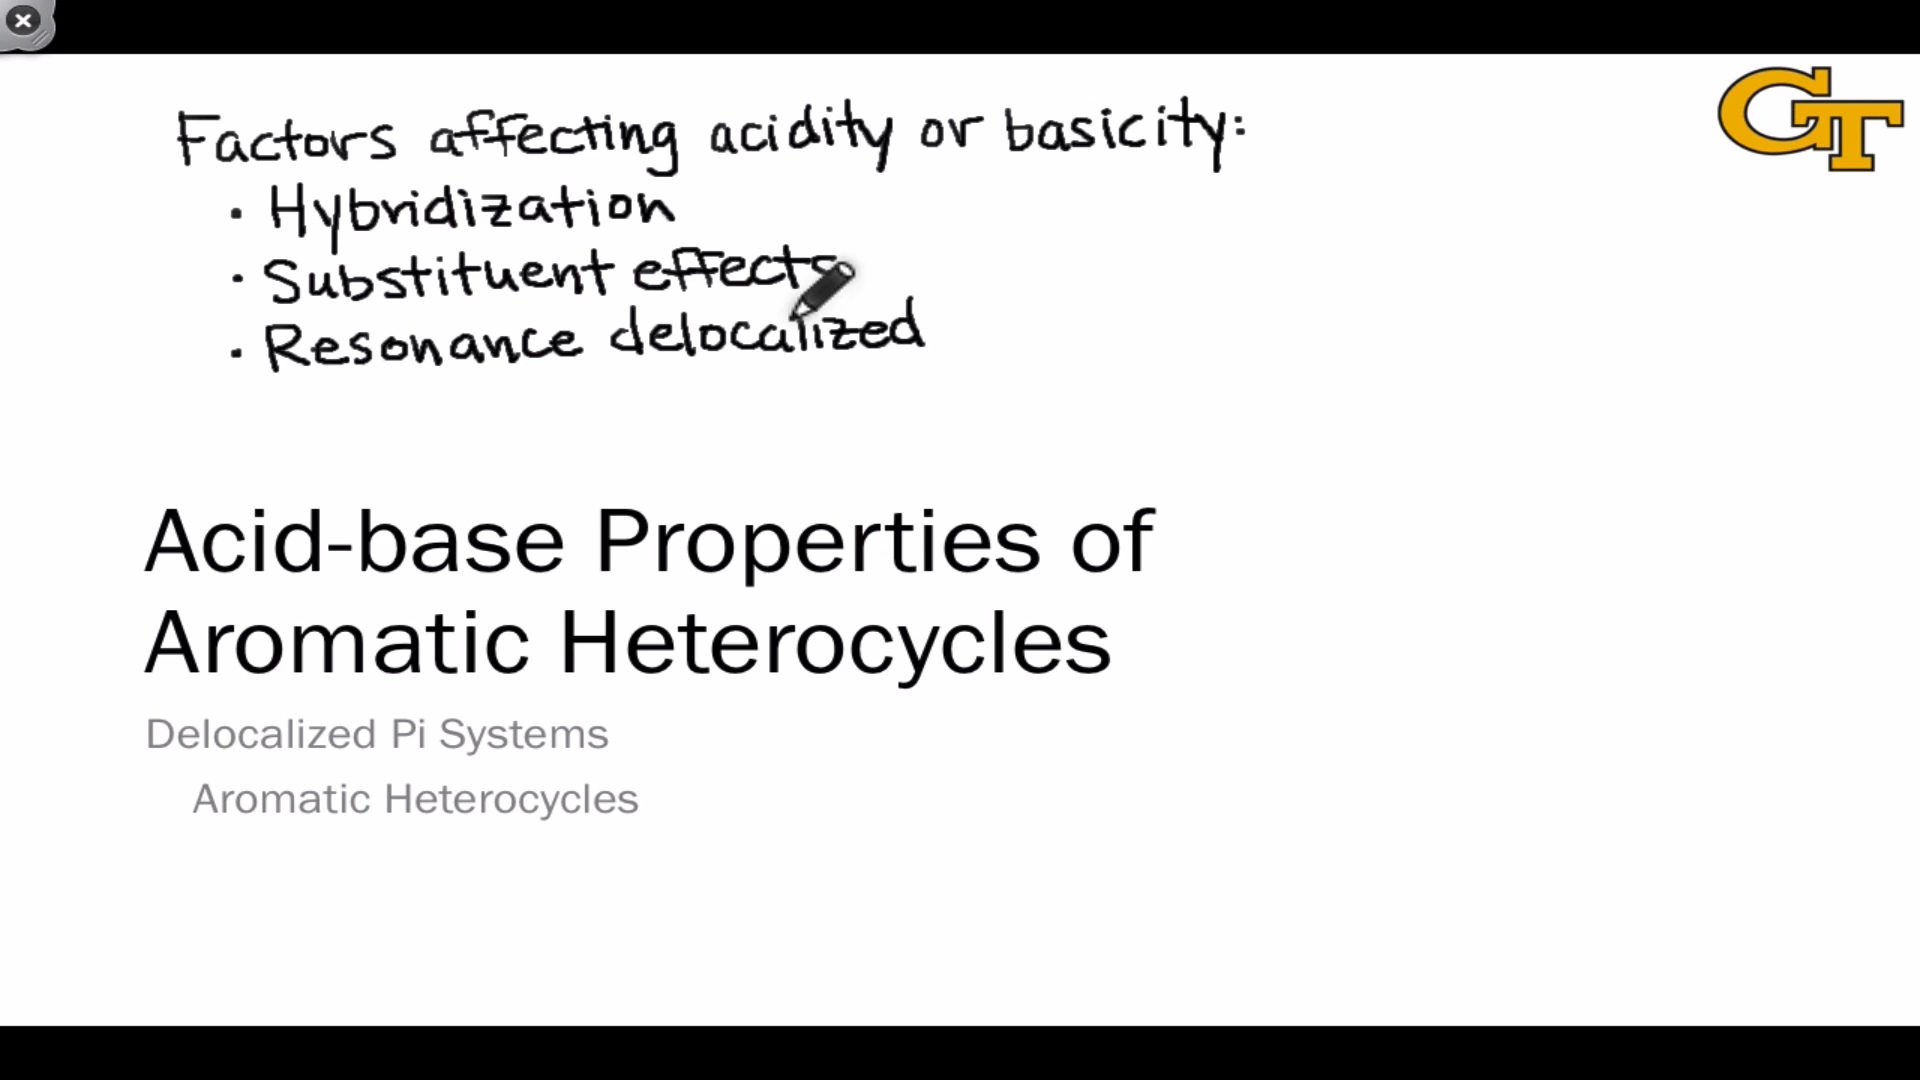 Factors affecting acidity or basicity:
• Hybridization
• Substituent effects
• Resonance delocalized
GT
Acid-base Properties of
Aromatic Heterocycles
Delocalized Pi Systems
Aromatic Heterocycles